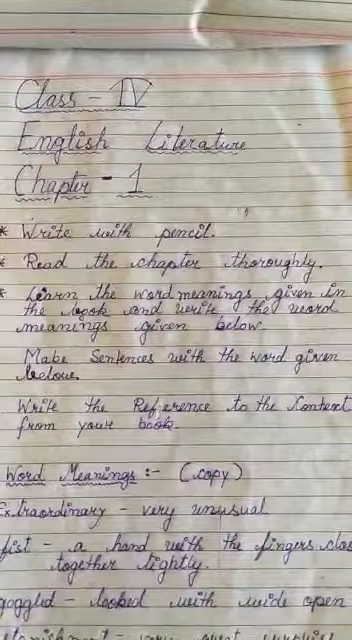 Class - IV
English Literature
Chapter - 1
* Write with pencil.
* Read the chapter thoroughly.
* Learn the word meanings given in
the book and write the word
meanings given below.
Make Sentences with the word given
below.
Write the Reference to the Context
from your book.
Word Meanings :- (copy)
Extraordinary - very unusual
fist - a hand with the fingers clos
together tightly.
goggled - looked with wide open